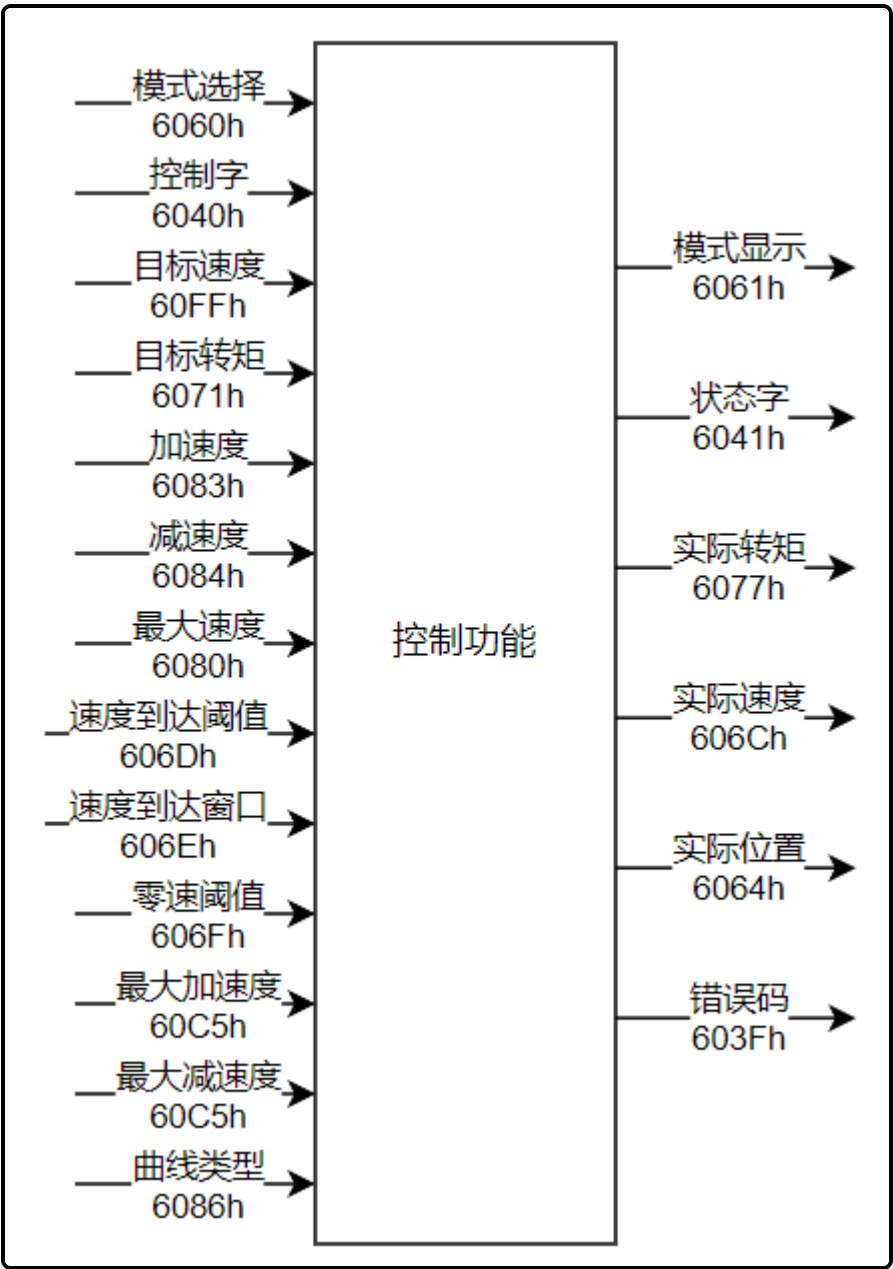 模式选择
6060h
控制字
6040h
目标速度
60FFh
目标转矩
6071h
加速度
6083h
减速度
6084h
最大速度
6080h
速度到达阈值
606Dh
速度到达窗口
606Eh
零速阈值
606Fh
最大加速度
60C5h
最大减速度
60C5h
曲线类型
6086h
控制功能
模式显示
6061h
状态字
6041h
实际转矩
6077h
实际速度
606Ch
实际位置
6064h
错误码
603Fh